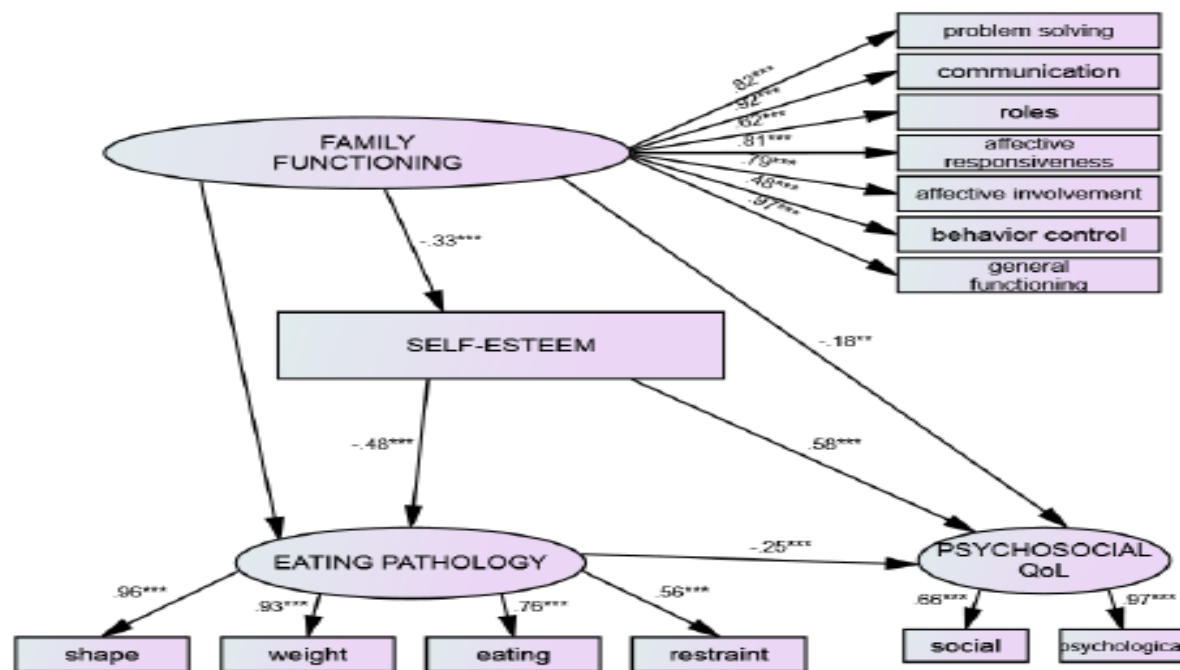 problem solving
communication
roles
affective
responsiveness
affective involvement
behavior control
general
functioning
.82***
.92***
.62***
.81***
.79***
.48***
.97***
FAMILY
FUNCTIONING
-.33***
SELF-ESTEEM
-.18**
-.48***
.58***
EATING PATHOLOGY
-.25***
PSYCHOSOCIAL
QoL
.96***
.93***
.76***
.56***
.66***
.97***
shape
weight
eating
restraint
social
psychologica